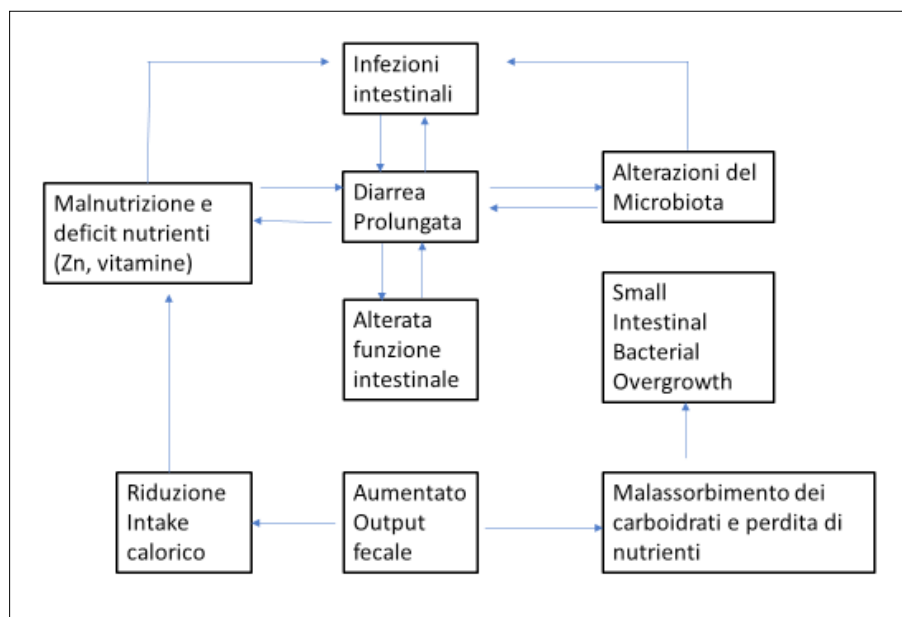 Infezioni
intestinali
Diarrea
Prolungata
Alterazioni del
Microbiota
Malnutrizione e
deficit nutrienti
(Zn, vitamine)
Small
Intestinal
Bacterial
Overgrowth
Alterata
funzione
intestinale
Riduzione
Intake
calorico
Aumentato
Output
fecale
Malassorbimento dei
carboidrati e perdita di
nutrienti